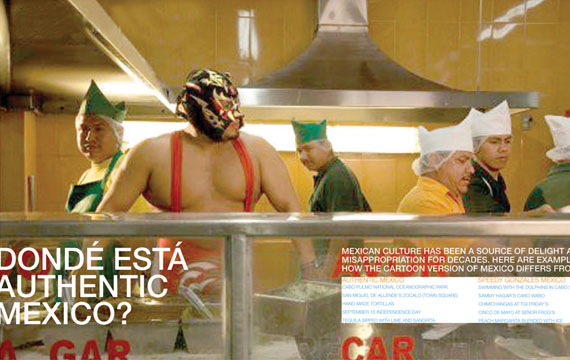 DONDÉ ESTÁ
AUTHENTIC
MEXICO?
MEXICAN CULTURE HAS BEEN A SOURCE OF DELIGHT A
MISAPPROPRIATION FOR DECADES. HERE ARE EXAMPL
HOW THE CARTOON VERSION OF MEXICO DIFFERS FRO
AUTHENTIC MEXICO
CABO PULMO NATIONAL OCEANOGRAPHIC PARK
SAN MIGUEL DE ALLENDE'S ZOCALO (TOWN SQUARE)
HAND MADE TORTILLAS
SEPTEMBER 16 INDEPENDENCE DAY
TEQUILA SIPPED WITH LIME AND SANGRITA
SPEEDY GONZALES MEXICO
SWIMMING WITH THE DOLPHINS IN CABO
SAMMY HAGAR'S CABO WABO
CHIMICHANGAS AT TGI FRIDAY'S
CINCO DE MAYO AT SENOR FROG'S
PEACH MARGARITA BLENDED WITH ICE
A GAR
CAR
CAR